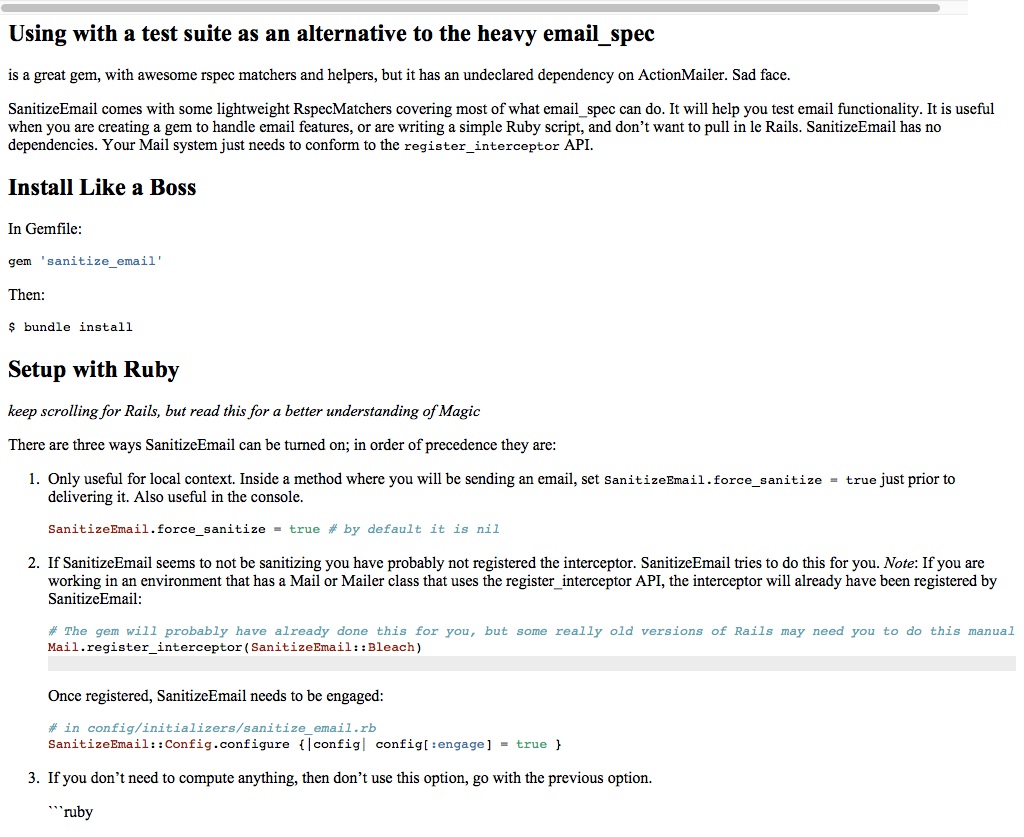 Using with a test suite as an alternative to the heavy email_spec
is a great gem, with awesome rspec matchers and helpers, but it has an undeclared dependency on ActionMailer. Sad face.
SanitizeEmail comes with some lightweight RspecMatchers covering most of what email_spec can do. It will help you test email functionality. It is useful
when you are creating a gem to handle email features, or are writing a simple Ruby script, and don’t want to pull in le Rails. SanitizeEmail has no
dependencies. Your Mail system just needs to conform to the register_interceptor API.
Install Like a Boss
In Gemfile:
gem 'sanitize_email'
Then:
$ bundle install
Setup with Ruby
keep scrolling for Rails, but read this for a better understanding of Magic
There are three ways SanitizeEmail can be turned on; in order of precedence they are:
1. Only useful for local context. Inside a method where you will be sending an email, set SanitizeEmail.force_sanitize = true just prior to
delivering it. Also useful in the console.
SanitizeEmail.force_sanitize = true # by default it is nil
2. If SanitizeEmail seems to not be sanitizing you have probably not registered the interceptor. SanitizeEmail tries to do this for you. Note: If you are
working in an environment that has a Mail or Mailer class that uses the register_interceptor API, the interceptor will already have been registered by
SanitizeEmail:
# The gem will probably have already done this for you, but some really old versions of Rails may need you to do this manual
Mail.register_interceptor(SanitizeEmail::Bleach)
Once registered, SanitizeEmail needs to be engaged:
# in config/initializers/sanitize_email.rb
SanitizeEmail::Config.configure {|config| config[:engage] = true }
3. If you don’t need to compute anything, then don’t use this option, go with the previous option.
```ruby